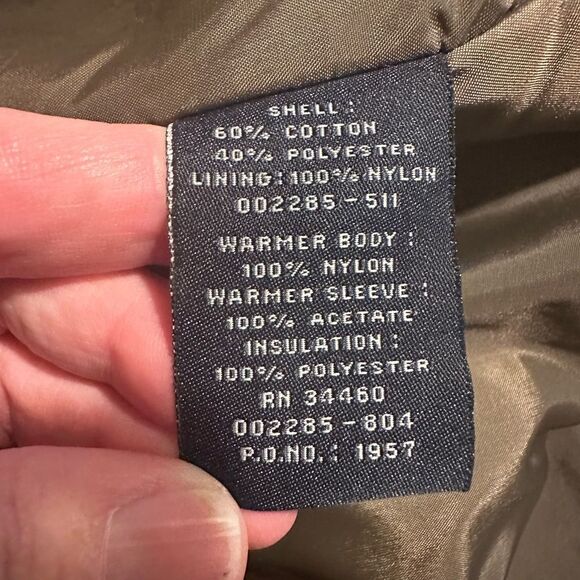 SHELL :
60% COTTON
40% POLYESTER
LINING : 100% NYLON
002285-511
WARMER BODY :
100% NYLON
WARMER SLEEVE :
100% ACETATE
INSULATION :
100% POLYESTER
RN 34460
002285-804
P.O.NO. : 1957